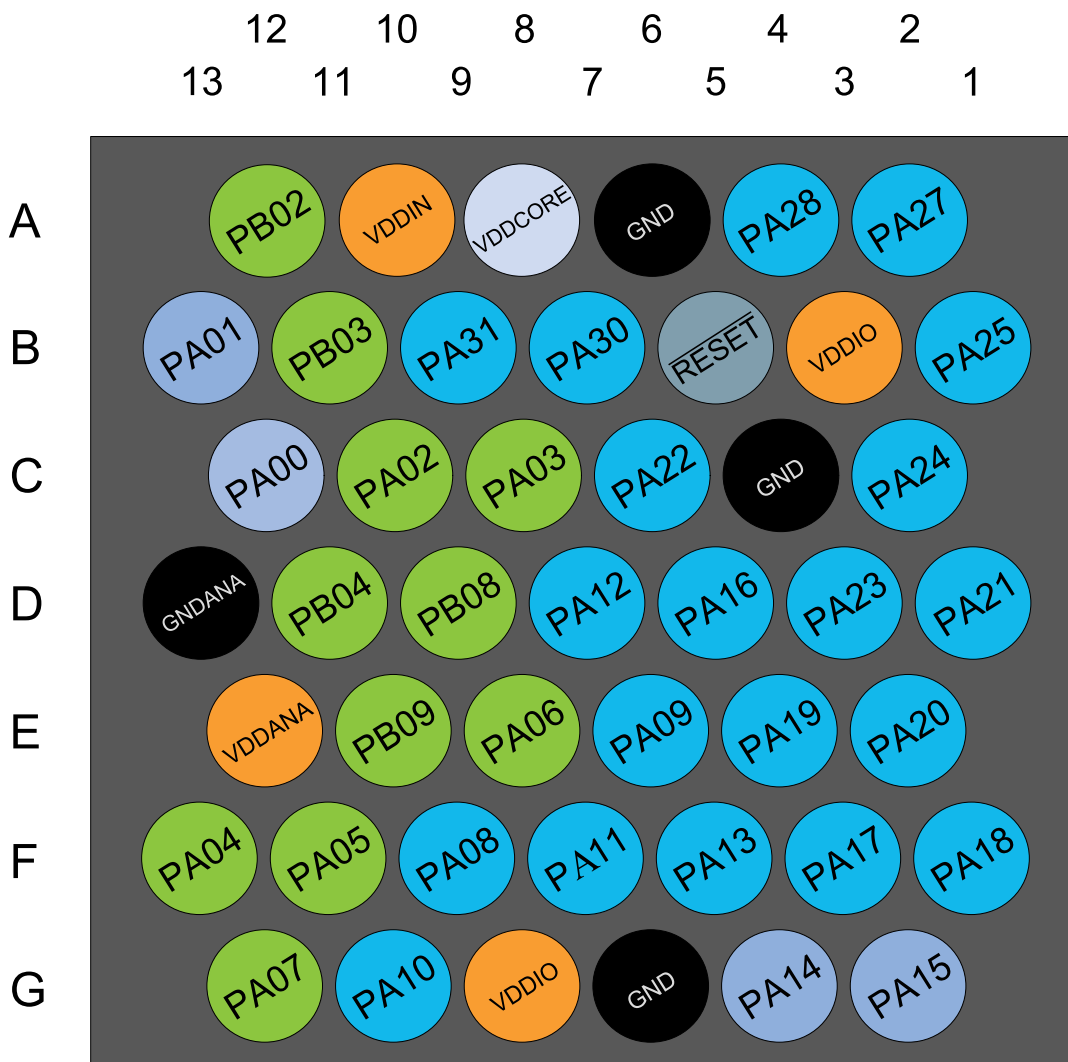 12 10 8 6 4 2
13 11 9 7 5 3 1
A PB02 VDDIN VDDCORE GND PA28 PA27
B PA01 PB03 PA31 PA30 RESET VDDIO PA25
C PA00 PA02 PA03 PA22 GND PA24
D GNDANA PB04 PB08 PA12 PA16 PA23 PA21
E VDDANA PB09 PA06 PA09 PA19 PA20
F PA04 PA05 PA08 PA11 PA13 PA17 PA18
G PA07 PA10 VDDIO GND PA14 PA15